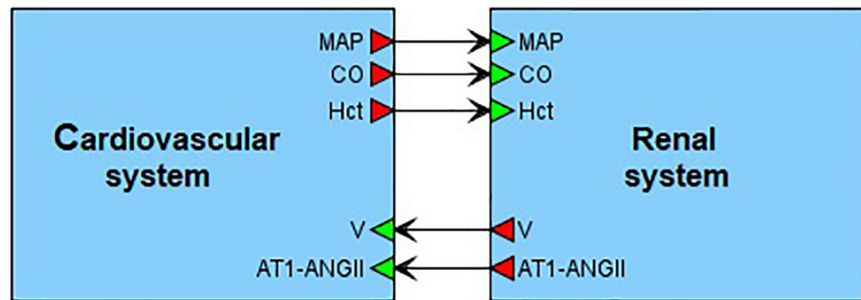 MAP
CO
Hct
Cardiovascular
system
V
AT1-ANGII
MAP
CO
Hct
Renal
system
V
AT1-ANGII